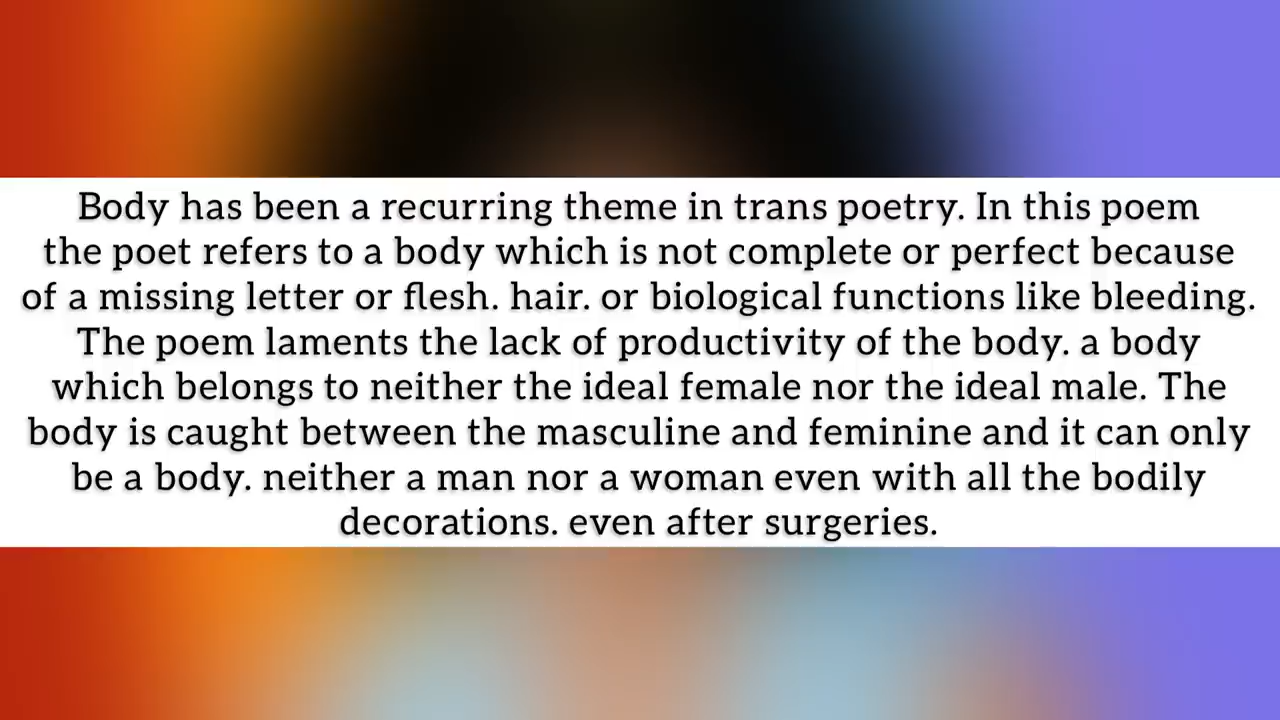 Body has been a recurring theme in trans poetry. In this poem
the poet refers to a body which is not complete or perfect because
of a missing letter or flesh. hair. or biological functions like bleeding.
The poem laments the lack of productivity of the body. a body
which belongs to neither the ideal female nor the ideal male. The
body is caught between the masculine and feminine and it can only
be a body. neither a man nor a woman even with all the bodily
decorations. even after surgeries.